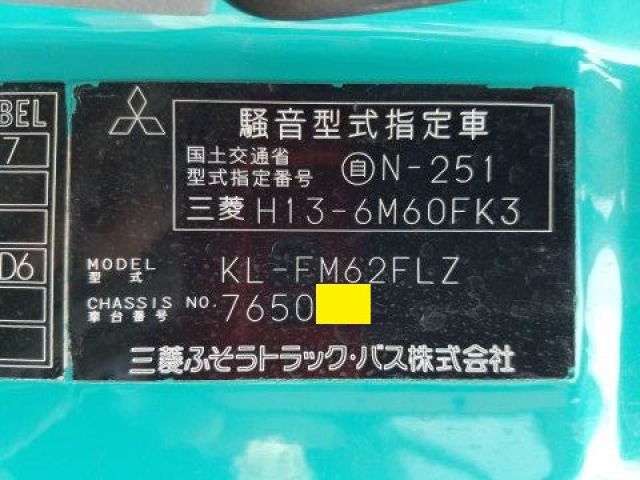 BEL
7
D6
騒音型式指定車
国土交通省
型式指定番号 ㊀N-251
三菱 H13-6M60FK3
MODEL
型式 KL-FM62FLZ
CHASSIS NO.
車台番号 7650
三菱ふそうトラック・バス株式会社